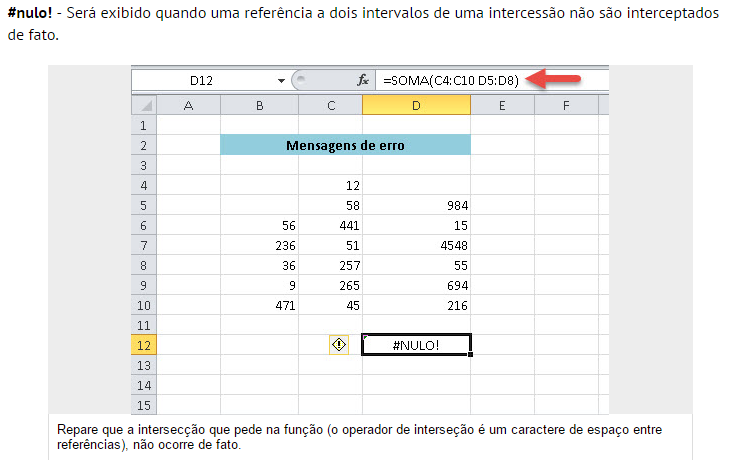 #nulo! - Será exibido quando uma referência a dois intervalos de uma intercessão não são interceptados
de fato.
D12 fx =SOMA(C4:C10 D5:D8)
A B C D E F
1
2 Mensagens de erro
3
4 12
5 58 984
6 56 441 15
7 236 51 4548
8 36 257 55
9 9 265 694
10 471 45 216
11
12 #NULO!
13
14
15
Repare que a intersecção que pede na função (o operador de interseção é um caractere de espaço entre
referências), não ocorre de fato.